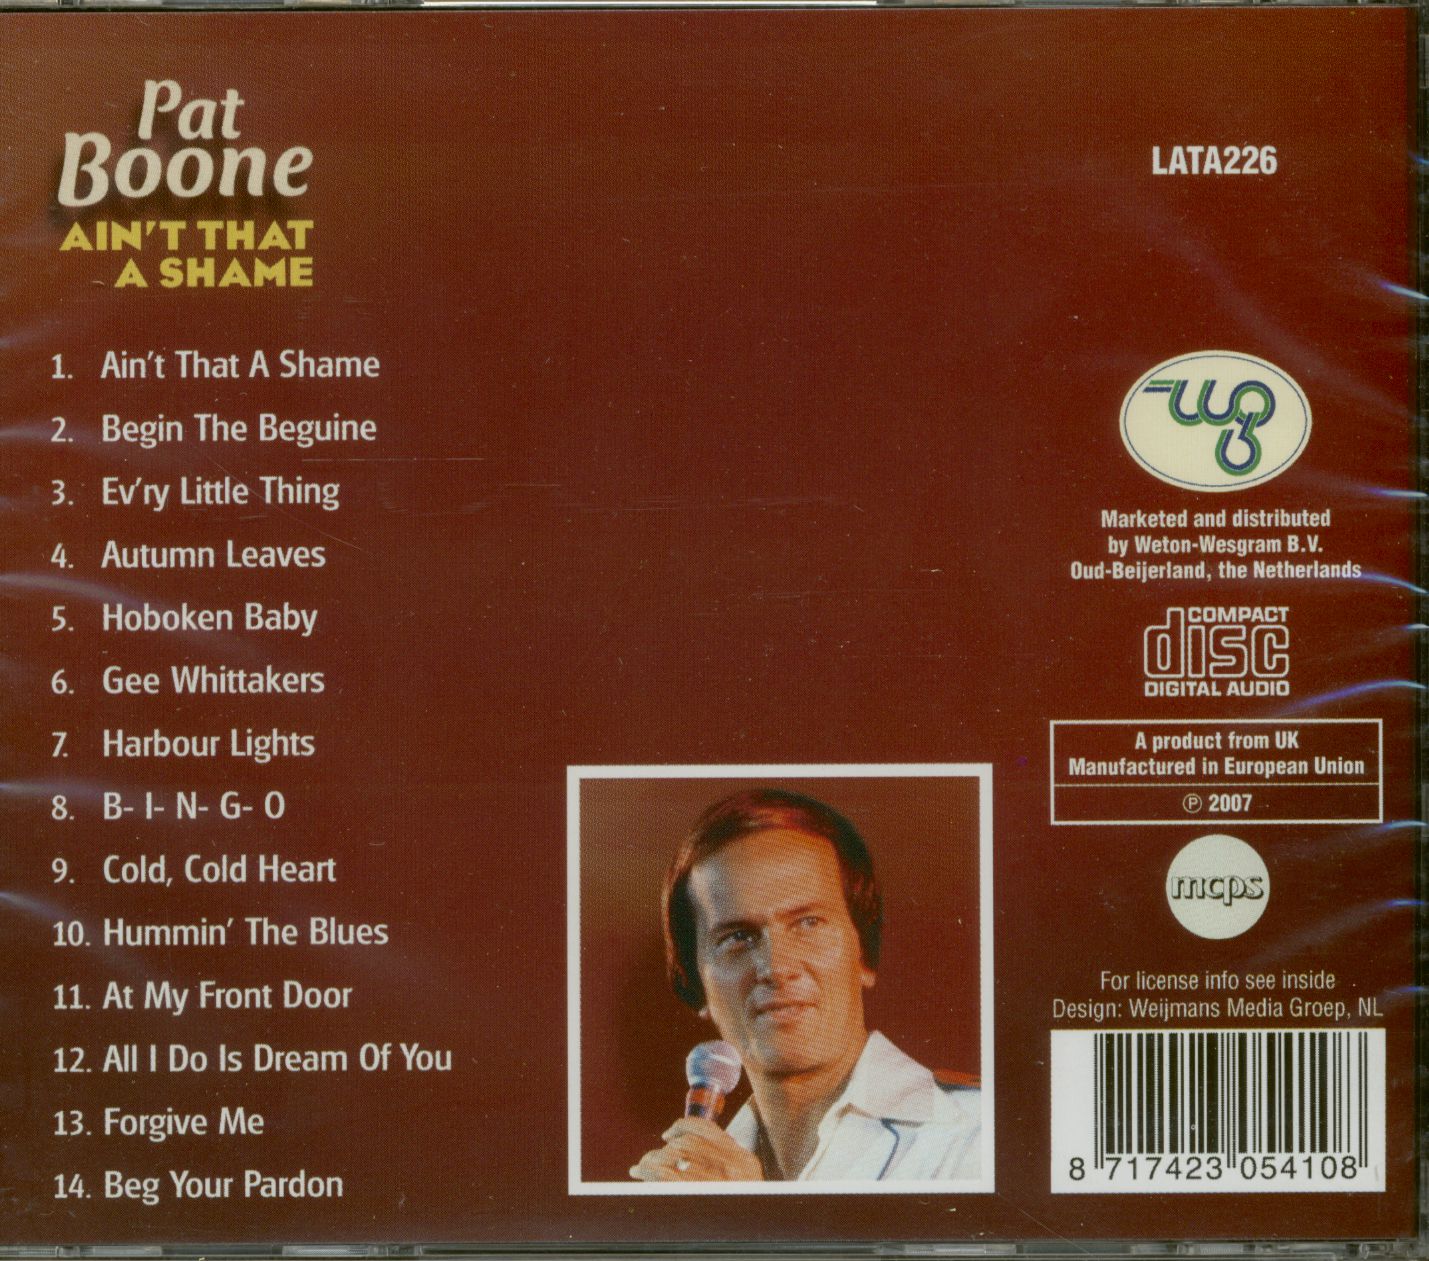 Pat
Boone
AIN'T THAT
A SHAME
1. Ain't That A Shame
2. Begin The Beguine
3. Ev'ry Little Thing
4. Autumn Leaves
5. Hoboken Baby
6. Gee Whittakers
7. Harbour Lights
8. B- I- N- G- O
9. Cold, Cold Heart
10. Hummin' The Blues
11. At My Front Door
12. All I Do Is Dream Of You
13. Forgive Me
14. Beg Your Pardon
LATA226
Marketed and distributed
by Weton-Wesgram B.V.
Oud-Beijerland, the Netherlands
COMPACT
disc
DIGITAL AUDIO
A product from UK
Manufactured in European Union
℗ 2007
mcps
For license info see inside
Design: Weijmans Media Groep, NL
8 717423 054108